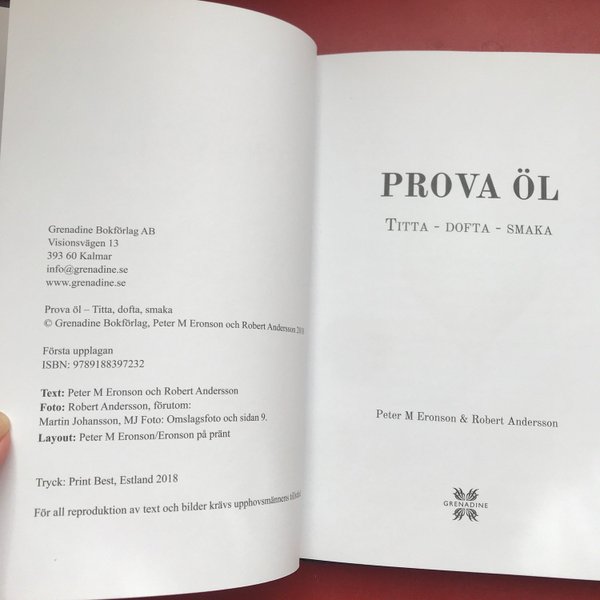 Grenadine Bokförlag AB
Visionsvägen 13
393 60 Kalmar
info@grenadine.se
www.grenadine.se
Prova öl – Titta, dofta, smaka
© Grenadine Bokförlag, Peter M Eronson och Robert Andersson
Första upplagan
ISBN: 9789188397232
Text: Peter M Eronson och Robert Andersson
Foto: Robert Andersson, förutom:
Martin Johansson, MJ Foto: Omslagsfoto och sidan 9.
Layout: Peter M Eronson/Eronson på pränt
Tryck: Print Best, Estland 2018
För all reproduktion av text och bilder krävs upphovsmännens
PROVA ÖL
TITTA - DOFTA - SMAKA
Peter M Eronson & Robert Andersson
GRENADINE